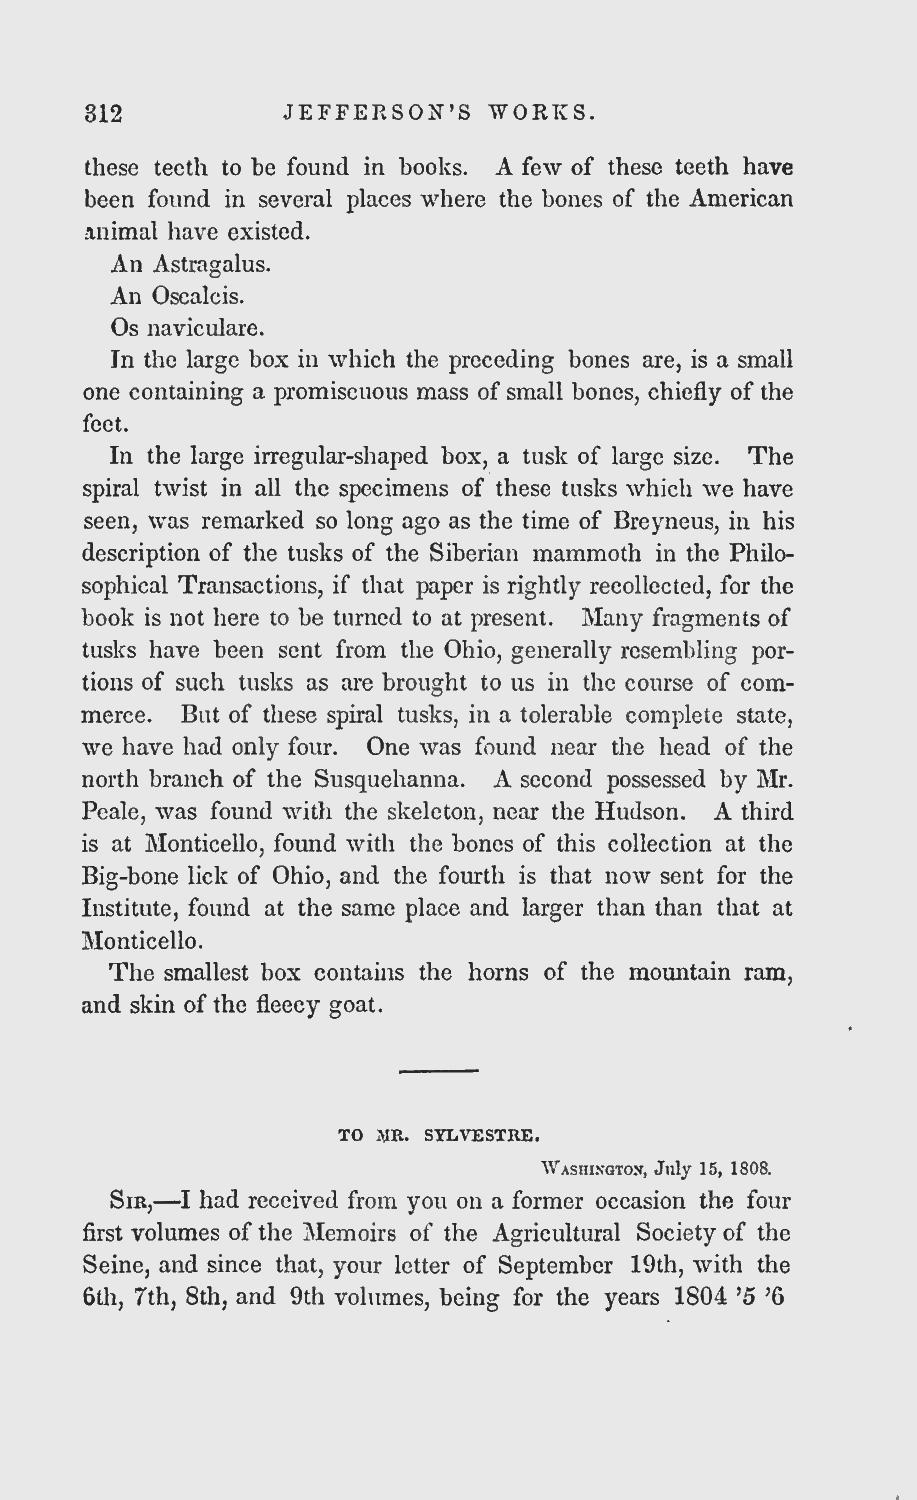 312 JEFFERSON'S WORKS.
these teeth to be found in books. A few of these teeth have
been found in several places where the bones of the American
animal have existed.
An Astragalus.
An Oscalcis.
Os naviculare.
In the large box in which the preceding bones are, is a small
one containing a promiscuous mass of small bones, chiefly of the
feet.
In the large irregular-shaped box, a tusk of large size. The
spiral twist in all the specimens of these tusks which we have
seen, was remarked so long ago as the time of Breyneus, in his
description of the tusks of the Siberian mammoth in the Philo-
sophical Transactions, if that paper is rightly recollected, for the
book is not here to be turned to at present. Many fragments of
tusks have been sent from the Ohio, generally resembling por-
tions of such tusks as are brought to us in the course of com-
merce. But of these spiral tusks, in a tolerable complete state,
we have had only four. One was found near the head of the
north branch of the Susquehanna. A second possessed by Mr.
Peale, was found with the skeleton, near the Hudson. A third
is at Monticello, found with the bones of this collection at the
Big-bone lick of Ohio, and the fourth is that now sent for the
Institute, found at the same place and larger than than that at
Monticello.
The smallest box contains the horns of the mountain ram,
and skin of the fleecy goat.
TO MR. SYLVESTRE.
WASHINGTON, July 15, 1808.
SIR,—I had received from you on a former occasion the four
first volumes of the Memoirs of the Agricultural Society of the
Seine, and since that, your letter of September 19th, with the
6th, 7th, 8th, and 9th volumes, being for the years 1804 '5 '6